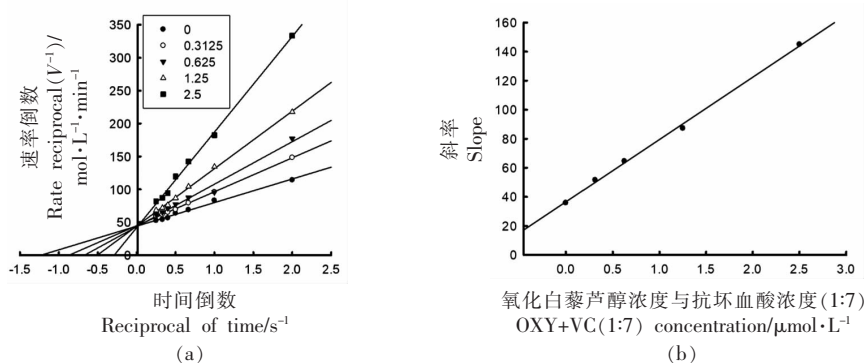 350
300
250
200
150
100
50
0
0
0.3125
0.625
1.25
2.5
-1.5 -1.0 -0.5 0.0 0.5 1.0 1.5 2.0 2.5
速率倒数
Rate reciprocal(V⁻¹)/
mol·L⁻¹·min⁻¹
时间倒数
Reciprocal of time/s⁻¹
(a)
160
140
120
100
80
60
40
20
0
0.0 0.5 1.0 1.5 2.0 2.5 3.0
斜率
Slope
氧化白藜芦醇浓度与抗坏血酸浓度(1:7)
OXY+VC(1:7) concentration/μmol·L⁻¹
(b)